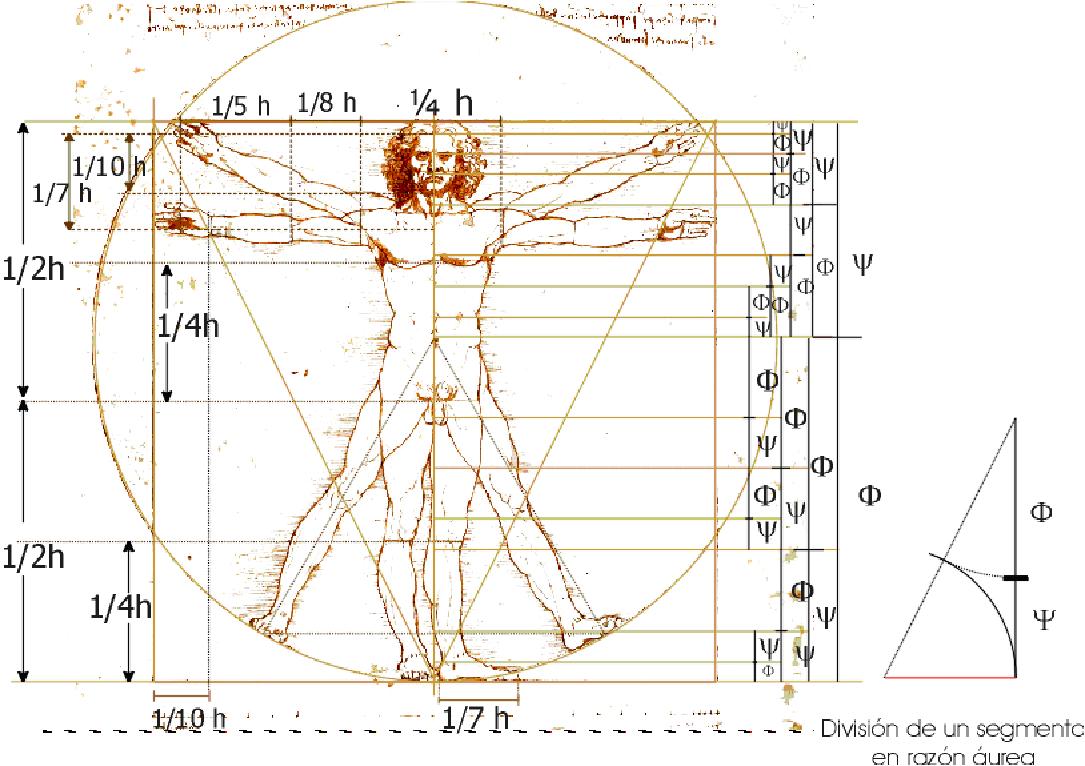 1/5 h
1/8 h
¼ h
1/10 h
1/7 h
1/2h
1/4h
1/2h
1/4h
1/10 h
1/7 h
Ψ
Φ
Ψ
Ψ
Φ
Φ
Ψ
Ψ
Ψ
Φ
Φ
Φ
Ψ
Φ
Ψ
Φ
Φ
Ψ
Φ
Ψ
Ψ
Φ
Φ
Φ
Ψ
Ψ
Ψ
Φ
Φ
Ψ
División de un segmento
en razón áurea